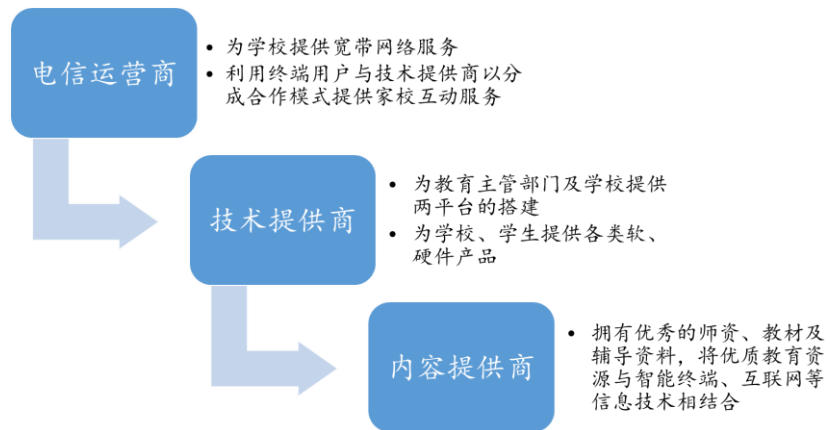 电信运营商
• 为学校提供宽带网络服务
• 利用终端用户与技术提供商以分
成合作模式提供家校互动服务
技术提供商
• 为教育主管部门及学校提供
两平台的搭建
• 为学校、学生提供各类软、
硬件产品
内容提供商
• 拥有优秀的师资、教材及
辅导资料，将优质教育资
源与智能终端、互联网等
信息技术相结合